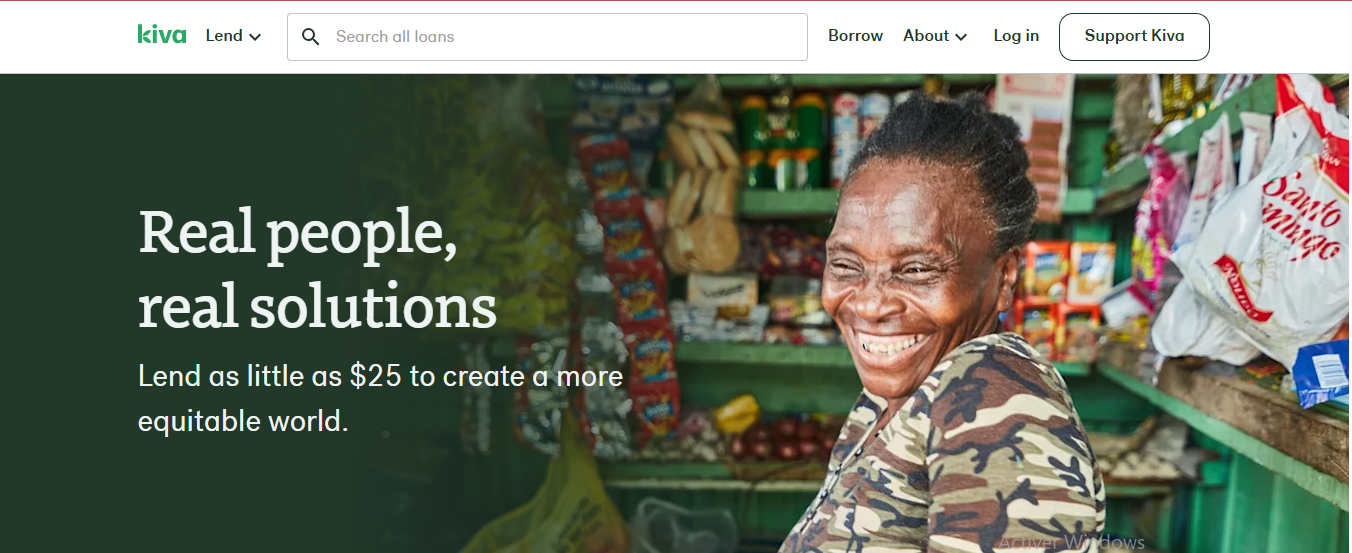 kiva
Lend
Search all loans
Borrow
About
Log in
Support Kiva
Real people,
real solutions
Lend as little as $25 to create a more
equitable world.
Santo
Domingo
Activer Windows